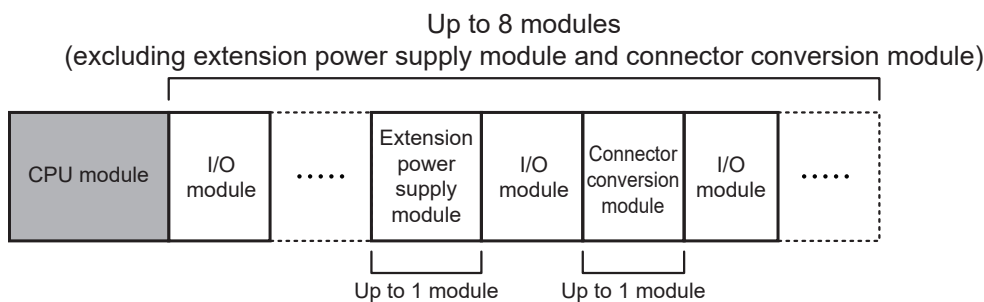 Up to 8 modules
(excluding extension power supply module and connector conversion module)
CPU module
I/O
module
.....
Extension
power
supply
module
I/O
module
Connector
conversion
module
I/O
module
.....
Up to 1 module
Up to 1 module